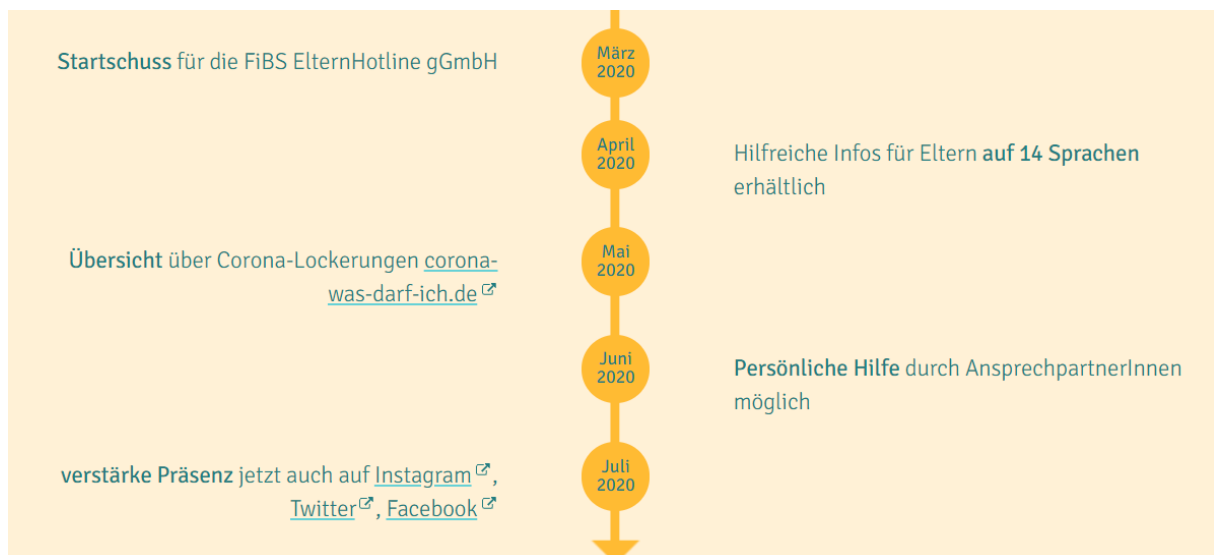 Startschuss für die FiBS ElternHotline gGmbH
März
2020
April
2020
Hilfreiche Infos für Eltern auf 14 Sprachen
erhältlich
Übersicht über Corona-Lockerungen corona-
was-darf-ich.de
Mai
2020
Juni
2020
Persönliche Hilfe durch AnsprechpartnerInnen
möglich
verstärke Präsenz jetzt auch auf Instagram,
Twitter, Facebook
Juli
2020